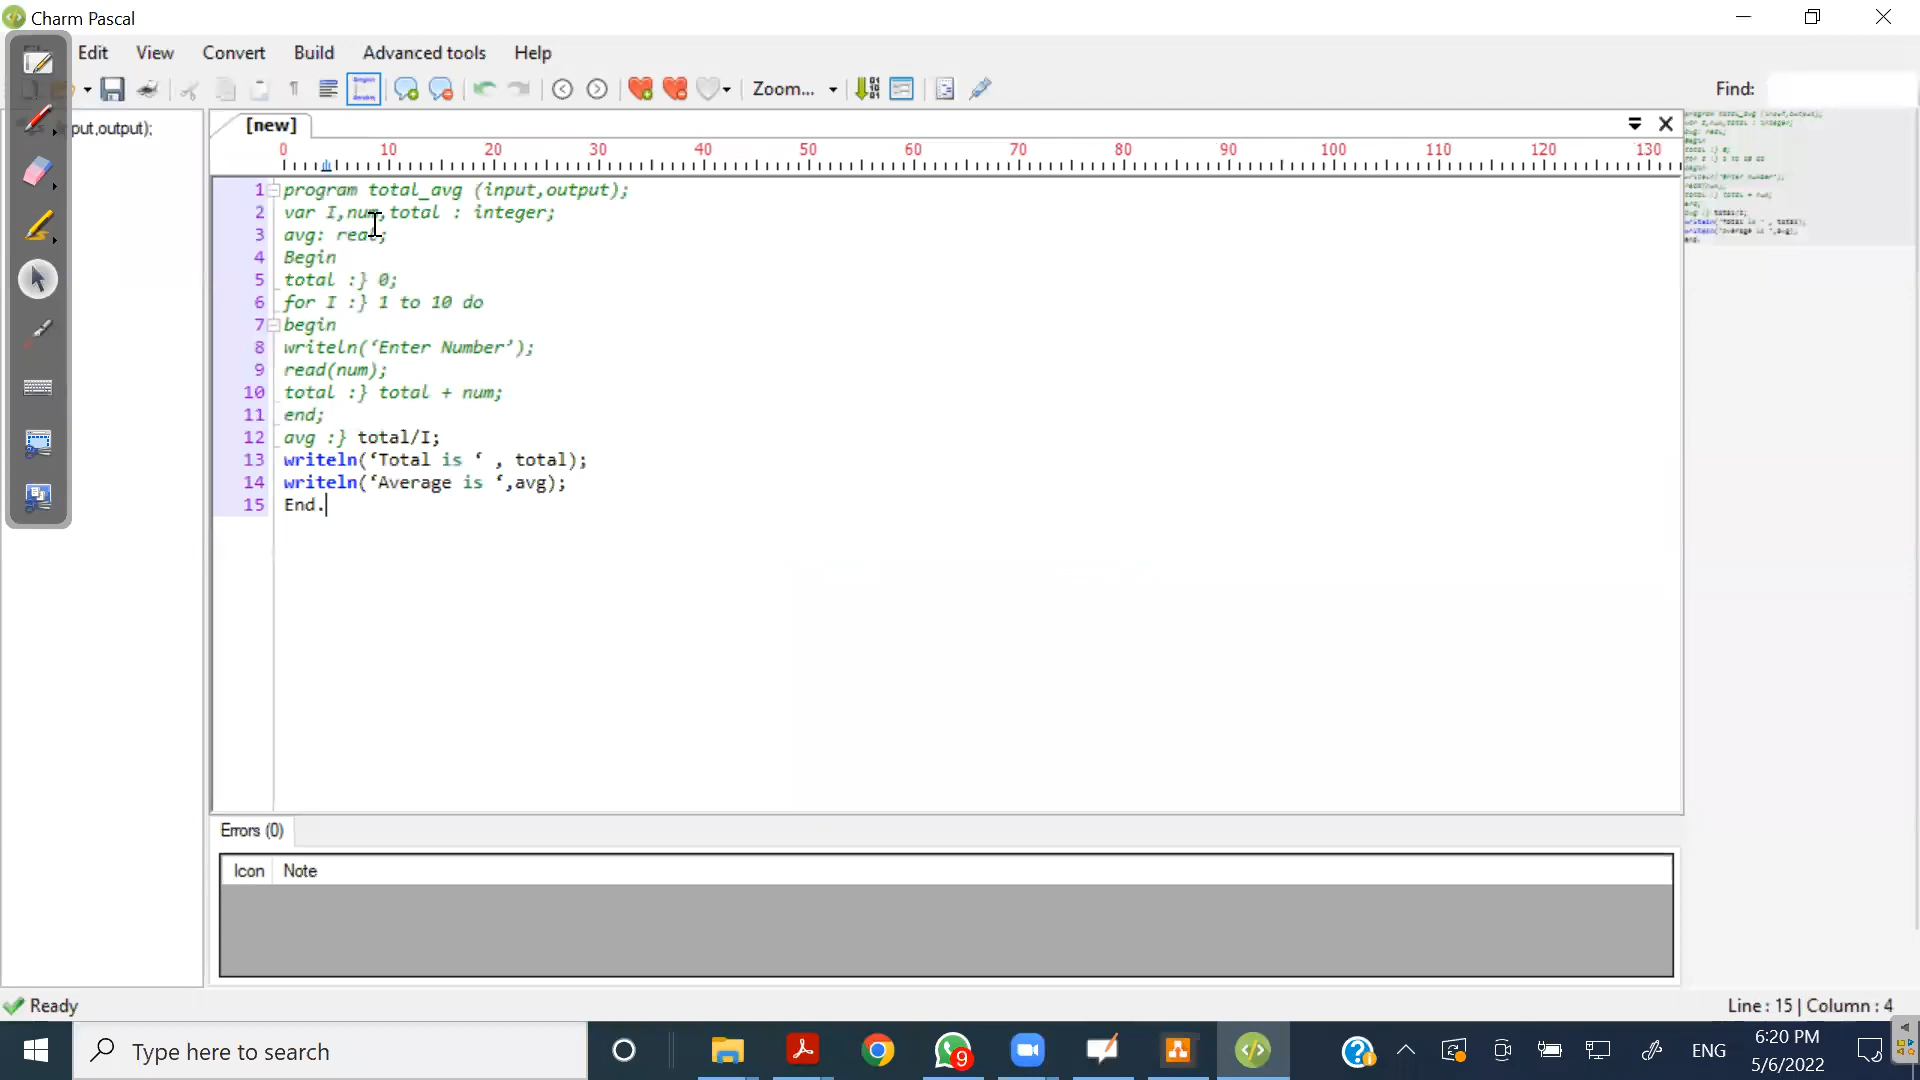 Charm Pascal
Edit View Convert Build Advanced tools Help
Zoom... Find:
put,output);
[new]
0 10 20 30 40 50 60 70 80 90 100 110 120 130
1 program total_avg (input,output);
2 var I,num,total : integer;
3 avg: real;
4 Begin
5 total :} 0;
6 for I :} 1 to 10 do
7 begin
8 writeln(‘Enter Number’);
9 read(num);
10 total :} total + num;
11 end;
12 avg :} total/I;
13 writeln(‘Total is ‘ , total);
14 writeln(‘Average is ‘,avg);
15 End.
Errors (0)
Icon Note
Ready
Line : 15 | Column : 4
Type here to search
9
ENG
6:20 PM
5/6/2022